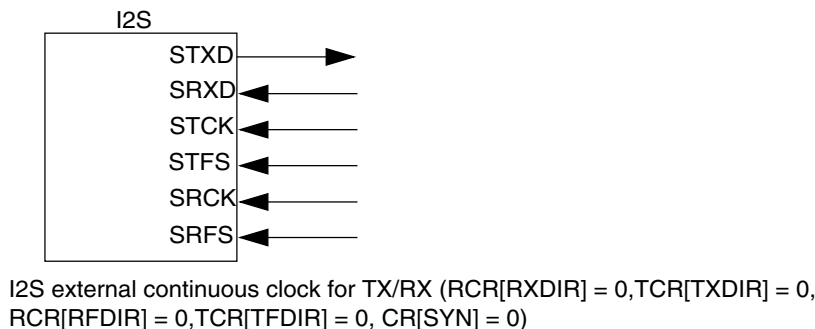 I2S
STXD
SRXD
STCK
STFS
SRCK
SRFS
I2S external continuous clock for TX/RX (RCR[RXDIR] = 0,TCR[TXDIR] = 0,
RCR[RFDIR] = 0,TCR[TFDIR] = 0, CR[SYN] = 0)